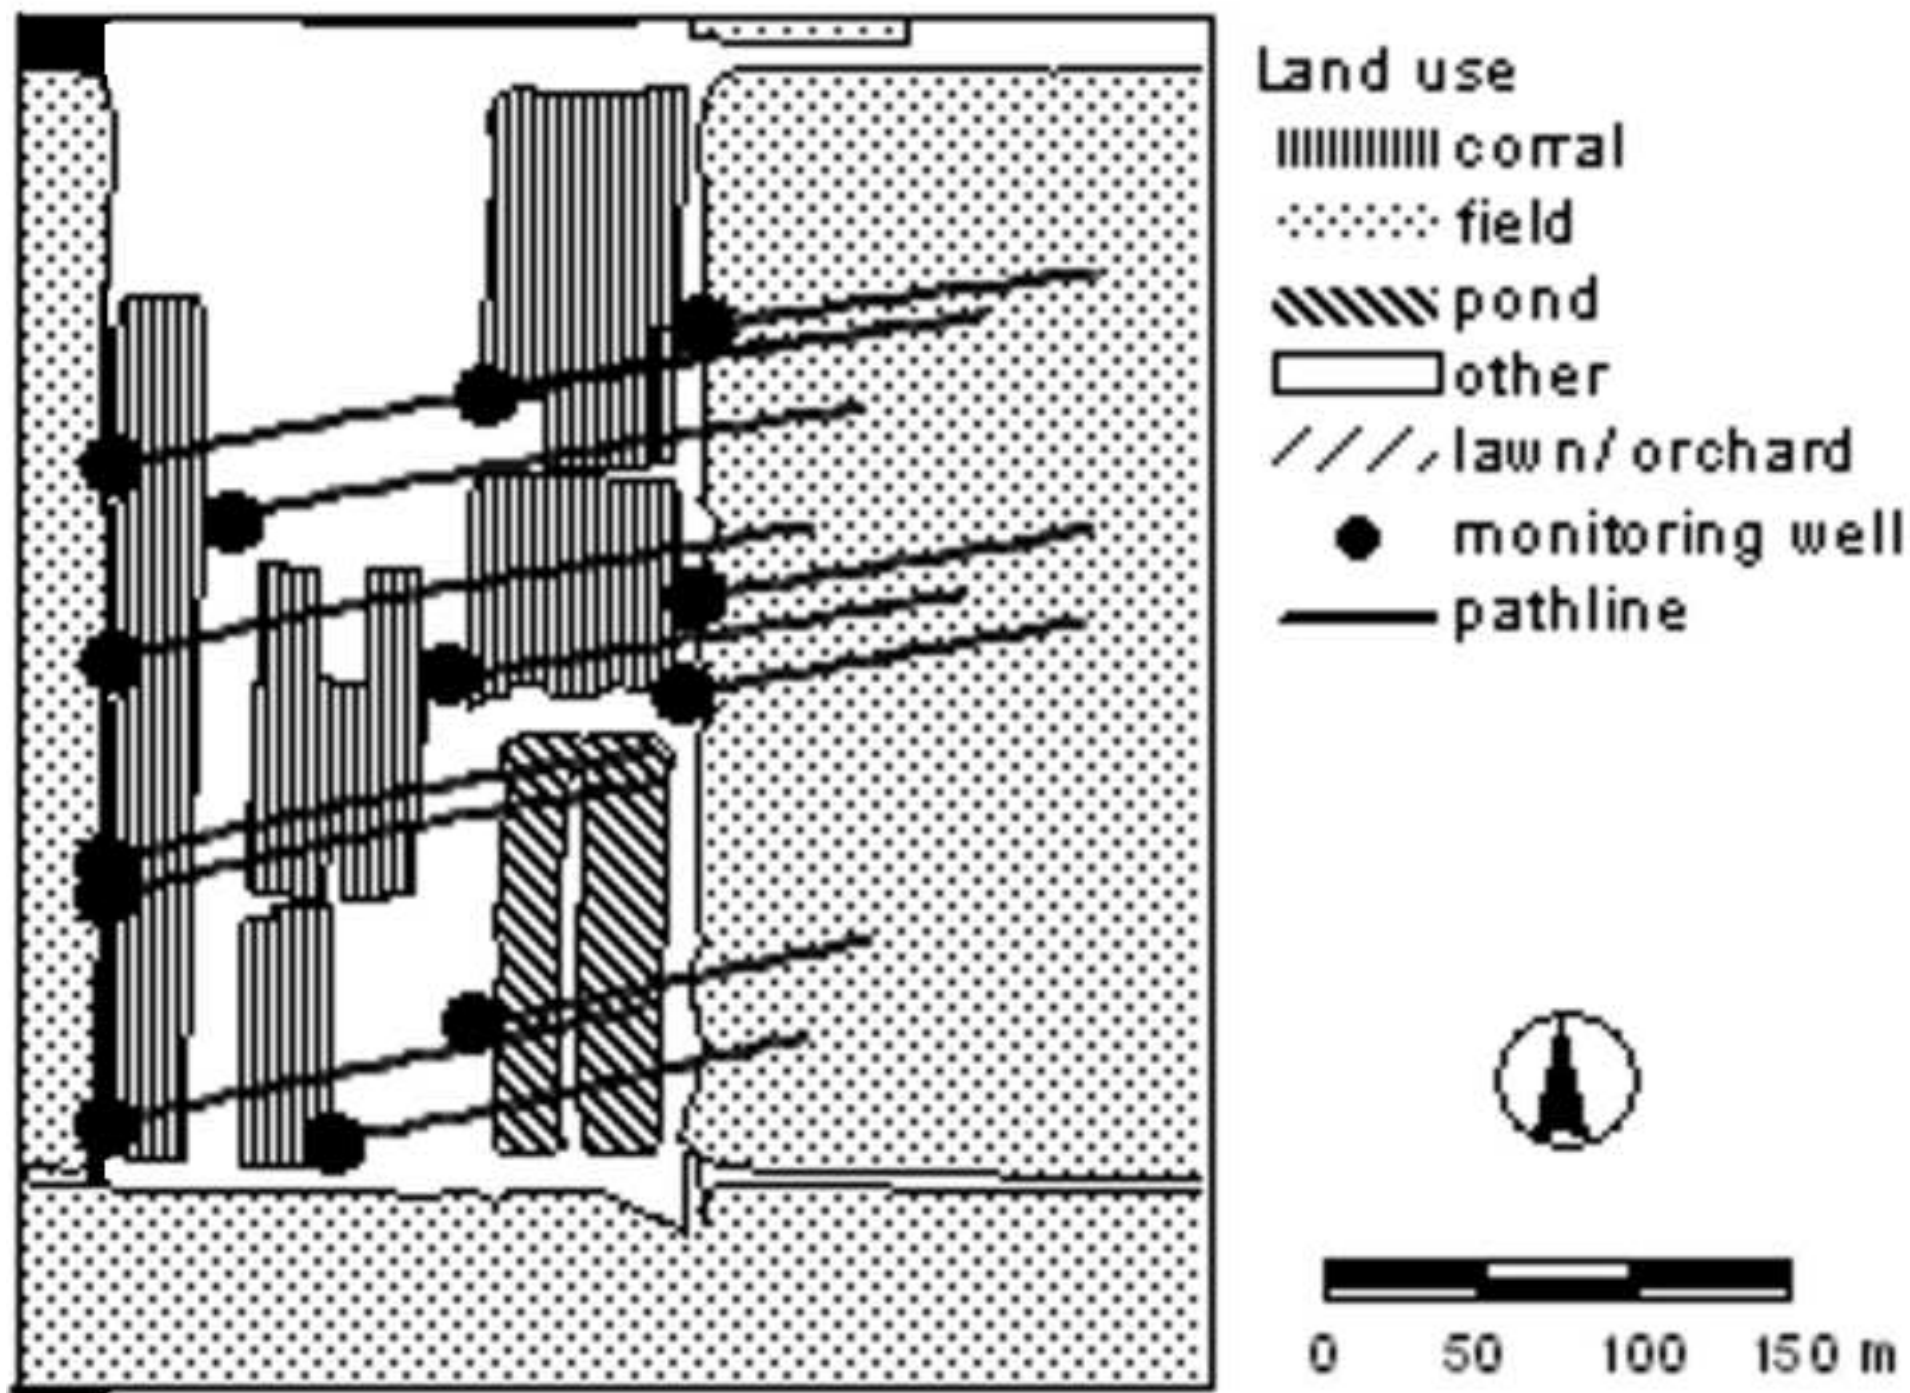 Land use
corral
field
pond
other
lawn/orchard
monitoring well
pathline
0 50 100 150 m